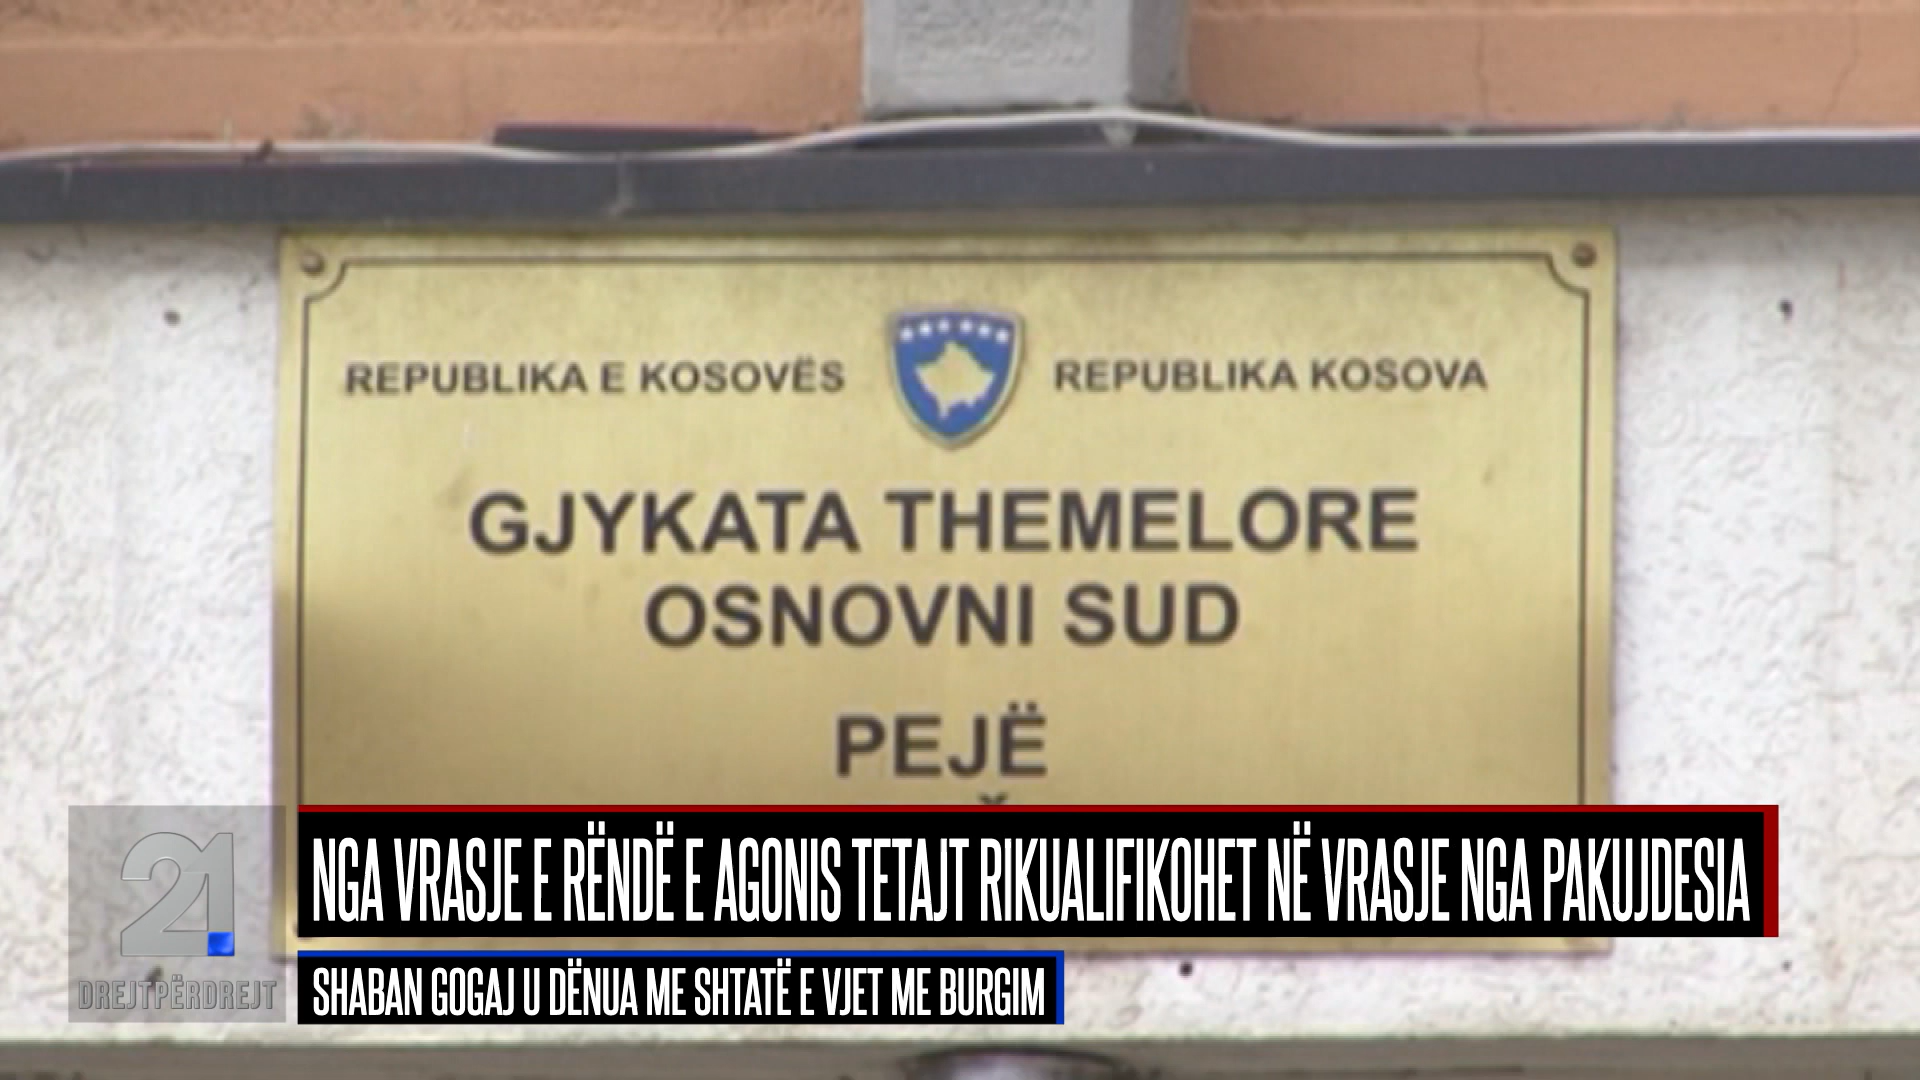 REPUBLIKA E KOSOVËS REPUBLIKA KOSOVA
GJYKATA THEMELORE
OSNOVNI SUD
PEJË
21
DREJTPËRDREJT
NGA VRASJE E RËNDË E AGONIS TETAJT RIKUALIFIKOHET NË VRASJE NGA PAKUJDESIA
SHABAN GOGAJ U DËNUA ME SHTATË E VJET ME BURGIM